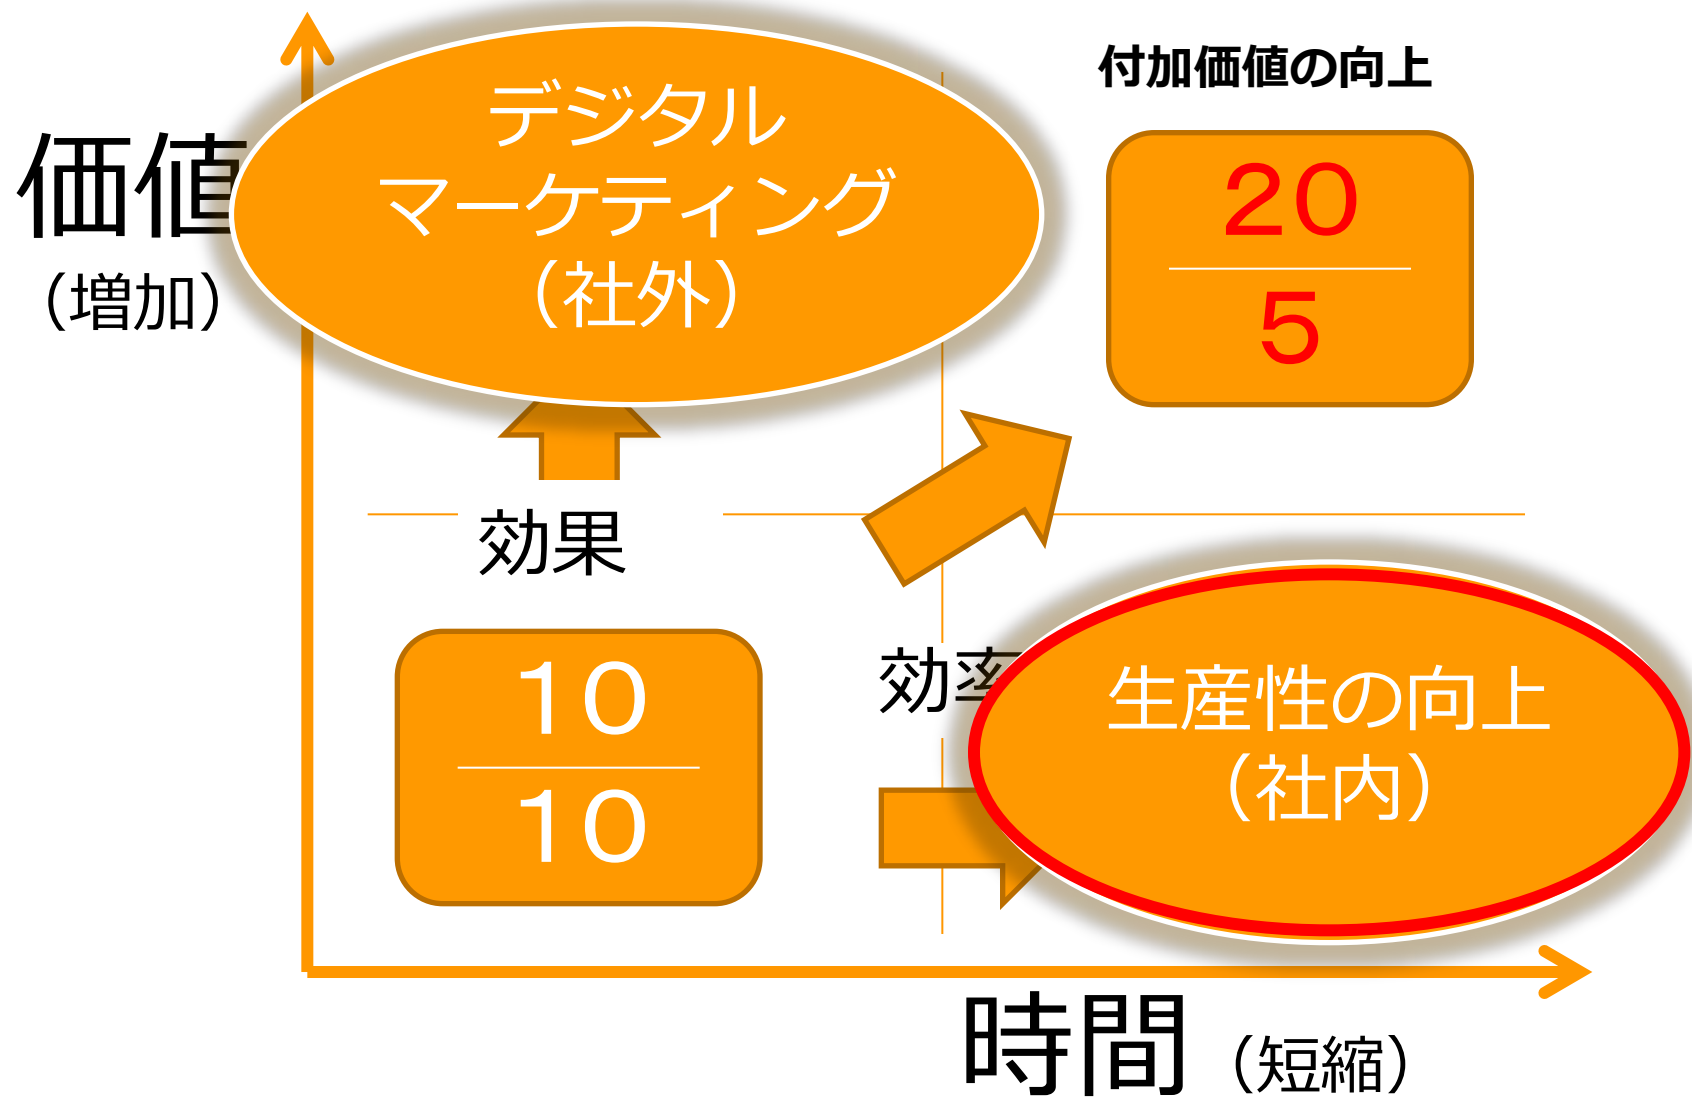 デジタル
マーケティング
（社外）
付加価値の向上
価値
（増加）
２０
５
効果
効率
生産性の向上
（社内）
１０
１０
時間（短縮）